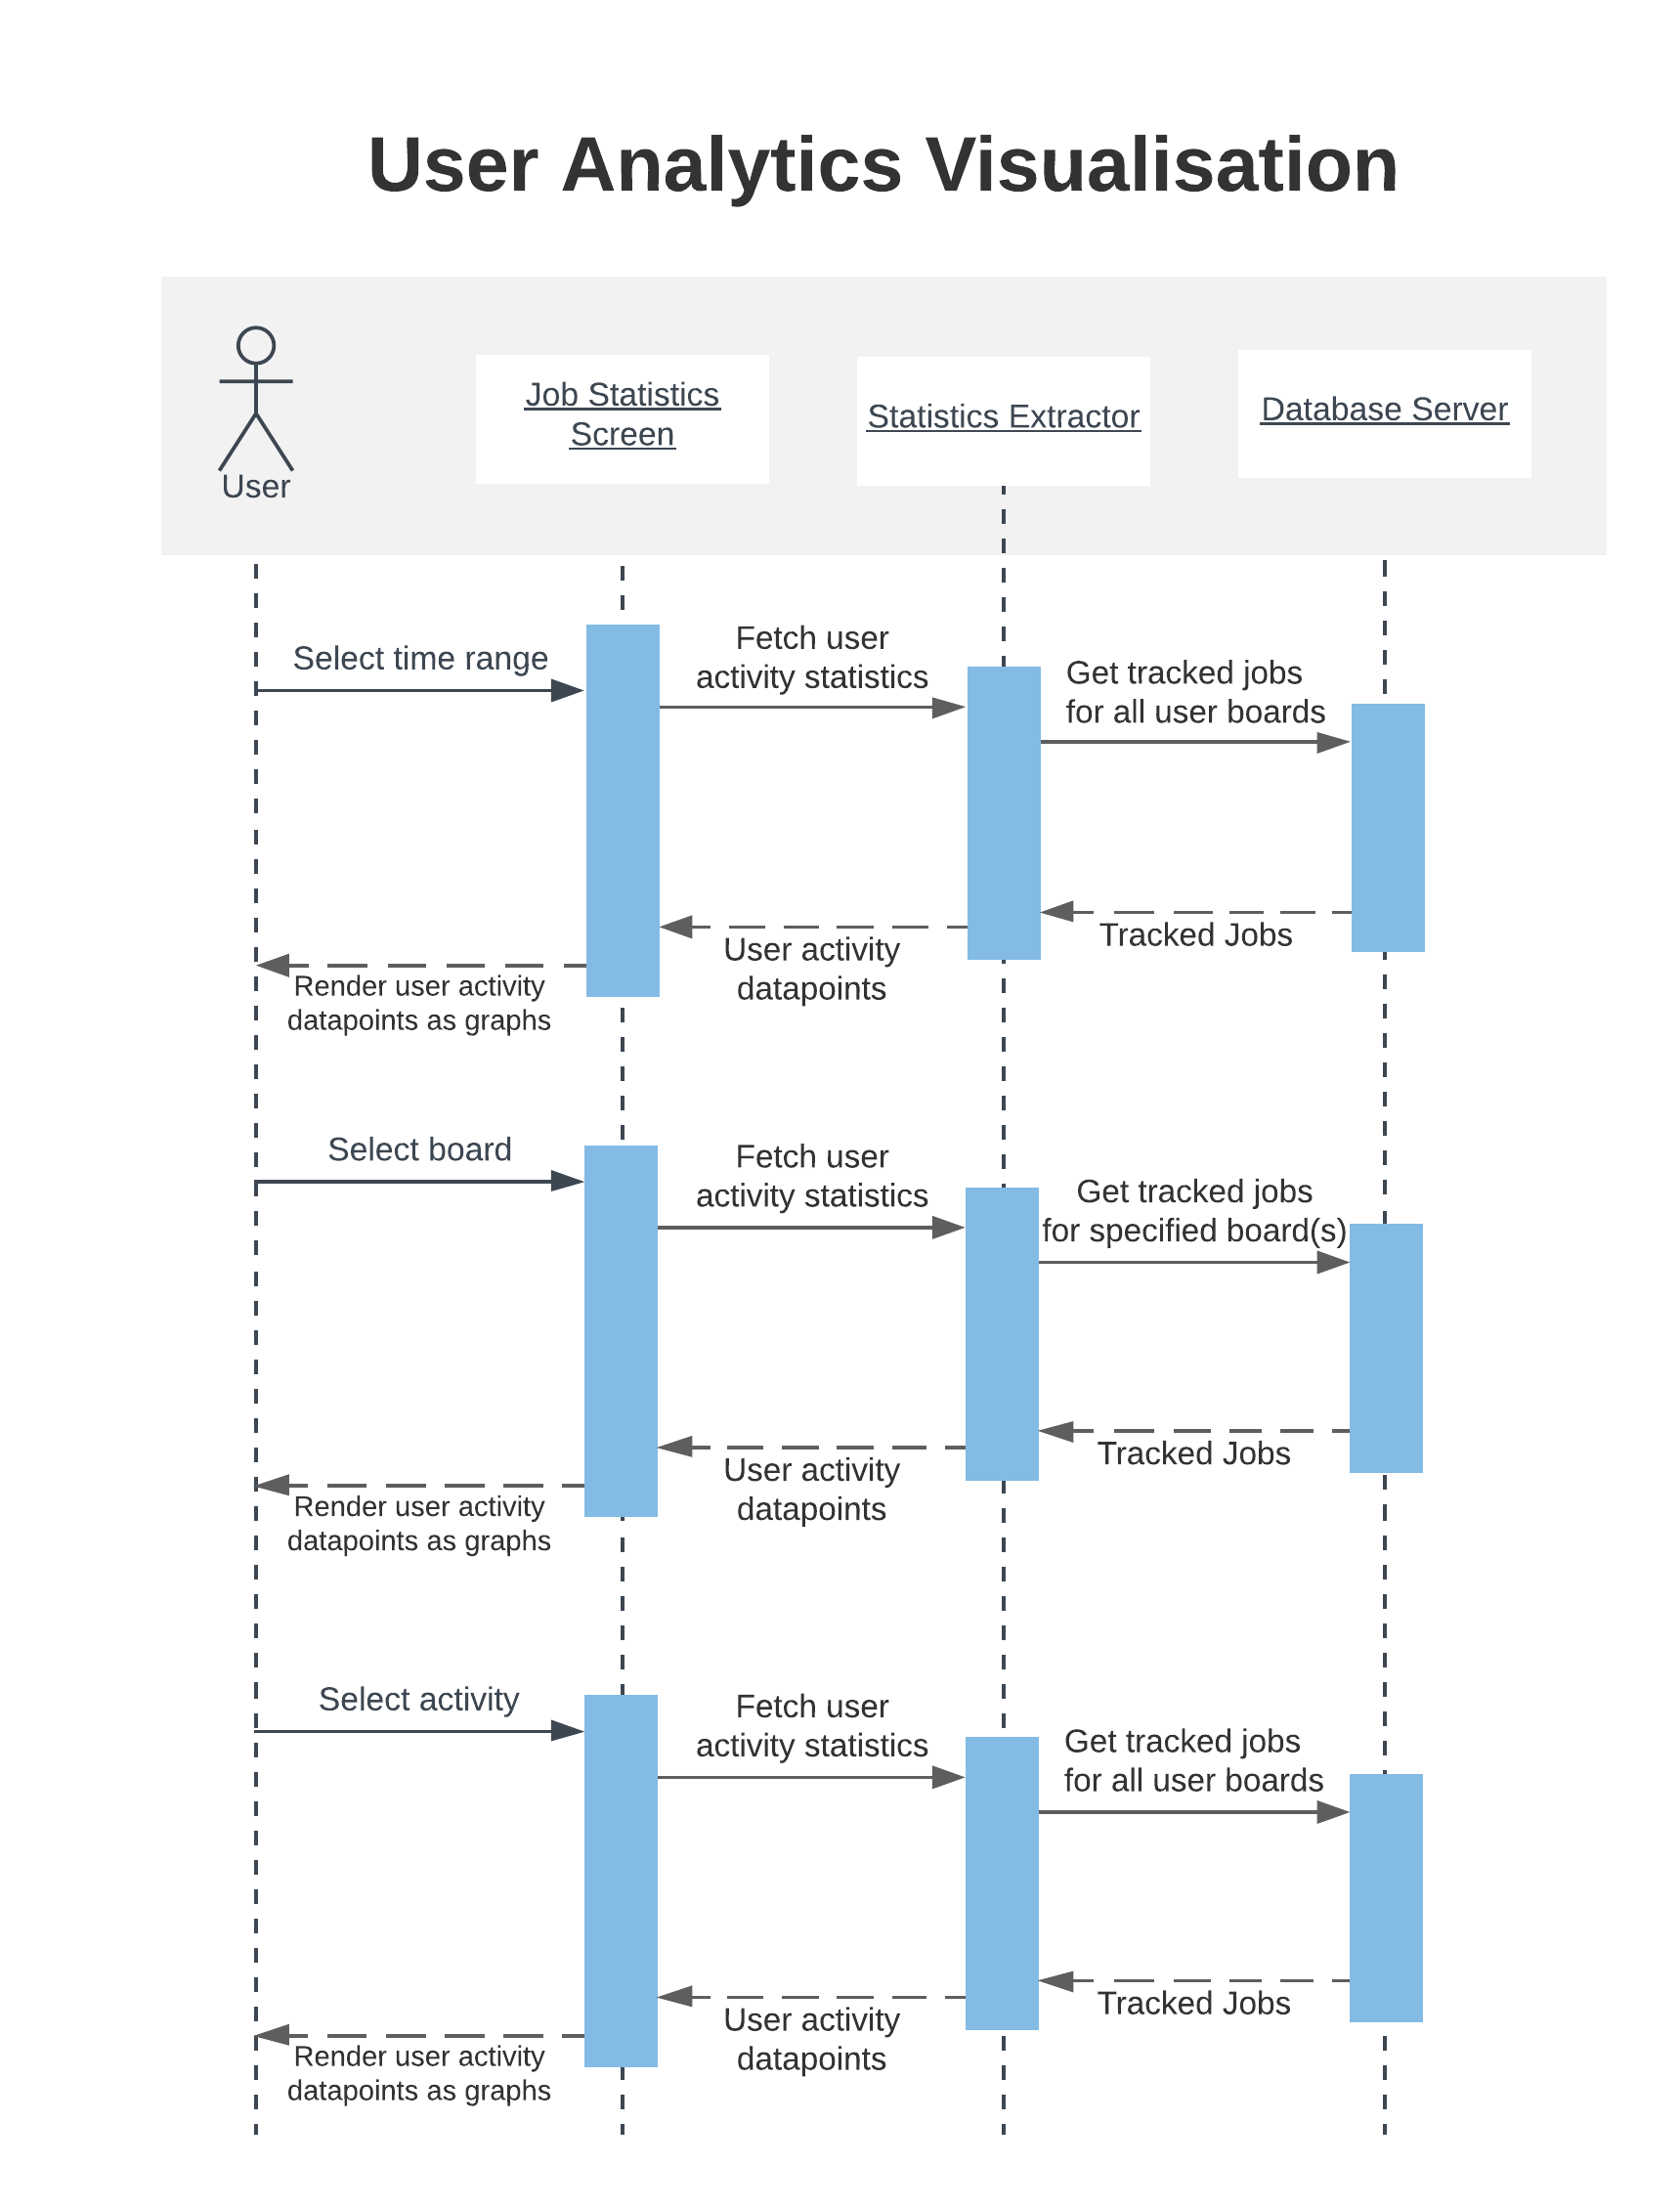 User Analytics Visualisation
User
Job Statistics
Screen
Statistics Extractor
Database Server
Select time range
Fetch user
activity statistics
Get tracked jobs
for all user boards
Tracked Jobs
User activity
datapoints
Render user activity
datapoints as graphs
Select board
Fetch user
activity statistics
Get tracked jobs
for specified board(s)
Tracked Jobs
User activity
datapoints
Render user activity
datapoints as graphs
Select activity
Fetch user
activity statistics
Get tracked jobs
for all user boards
Tracked Jobs
User activity
datapoints
Render user activity
datapoints as graphs